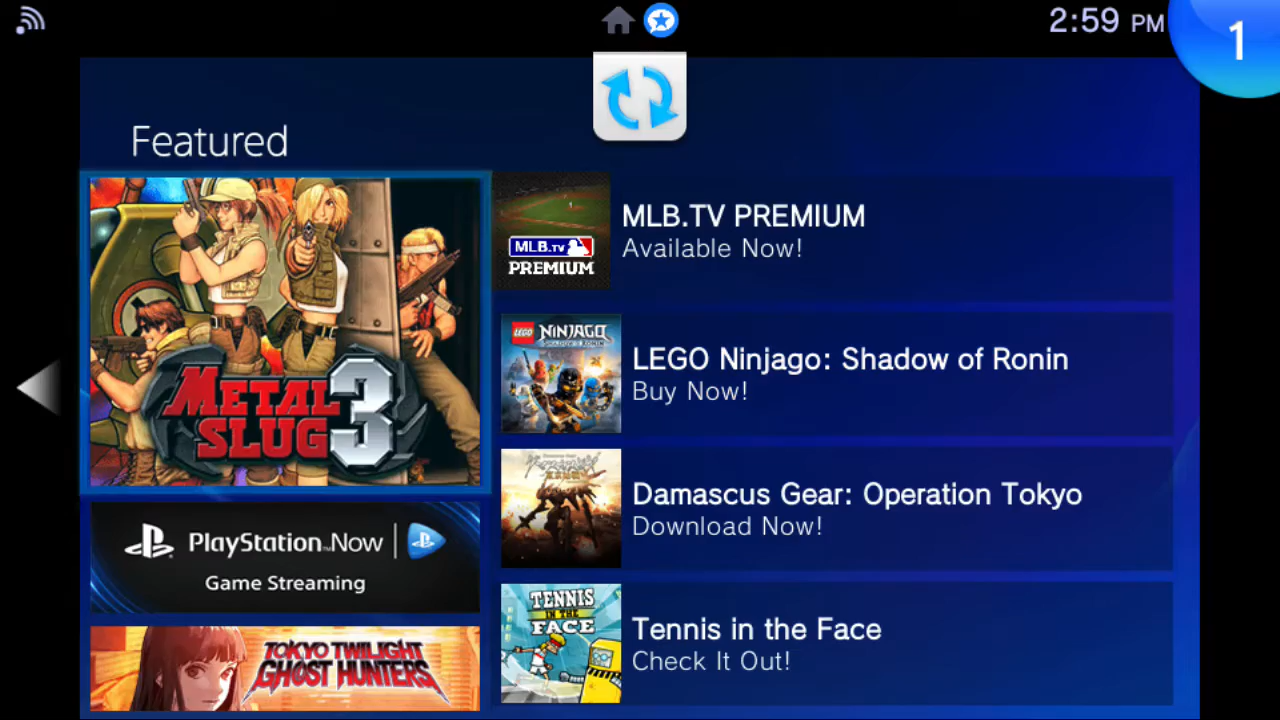 2:59 PM
1
Featured
METAL
SLUG 3
PlayStation™Now
Game Streaming
TOKYO TWILIGHT
GHOST HUNTERS
MLB.TV
PREMIUM
MLB.TV PREMIUM
Available Now!
LEGO NINJAGO
LEGO Ninjago: Shadow of Ronin
Buy Now!
Damascus Gear: Operation Tokyo
Download Now!
TENNIS
IN THE
FACE
Tennis in the Face
Check It Out!